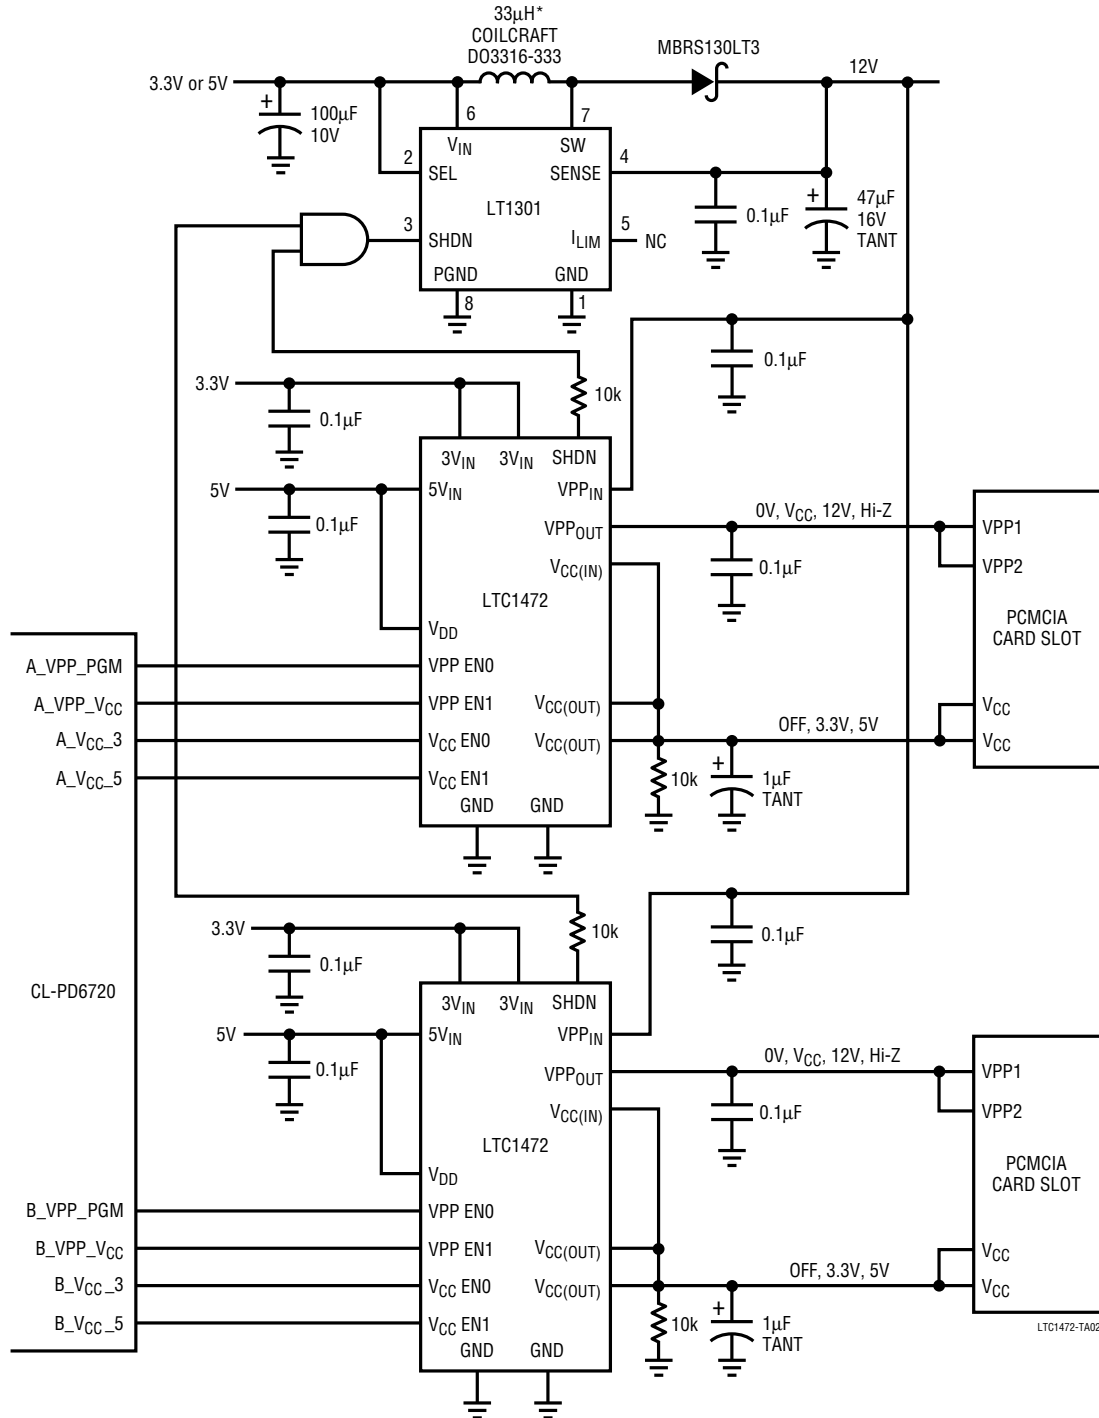 33µH*
COILCRAFT
DO3316-333
MBRS130LT3
3.3V or 5V
12V
+
100µF
10V
6
7
VIN
SW
2
SEL
SENSE
4
LT1301
+
47µF
16V
TANT
0.1µF
3
SHDN
ILIM
5
NC
PGND
GND
8
1
0.1µF
3.3V
10k
0.1µF
3VIN
3VIN
SHDN
5V
5VIN
VPPIN
0.1µF
VPPOUT
0V, VCC, 12V, Hi-Z
VPP1
VCC(IN)
0.1µF
VPP2
LTC1472
PCMCIA
CARD SLOT
VDD
A_VPP_PGM
VPP EN0
A_VPP_VCC
VPP EN1
VCC(OUT)
VCC
A_VCC_3
VCC EN0
VCC(OUT)
OFF, 3.3V, 5V
VCC
A_VCC_5
VCC EN1
10k
+
1µF
TANT
GND
GND
3.3V
10k
0.1µF
0.1µF
CL-PD6720
3VIN
3VIN
SHDN
5V
5VIN
VPPIN
0.1µF
VPPOUT
0V, VCC, 12V, Hi-Z
VPP1
VCC(IN)
0.1µF
VPP2
LTC1472
PCMCIA
CARD SLOT
VDD
B_VPP_PGM
VPP EN0
B_VPP_VCC
VPP EN1
VCC(OUT)
VCC
B_VCC_3
VCC EN0
VCC(OUT)
OFF, 3.3V, 5V
VCC
B_VCC_5
VCC EN1
10k
+
1µF
TANT
GND
GND
LTC1472-TA02